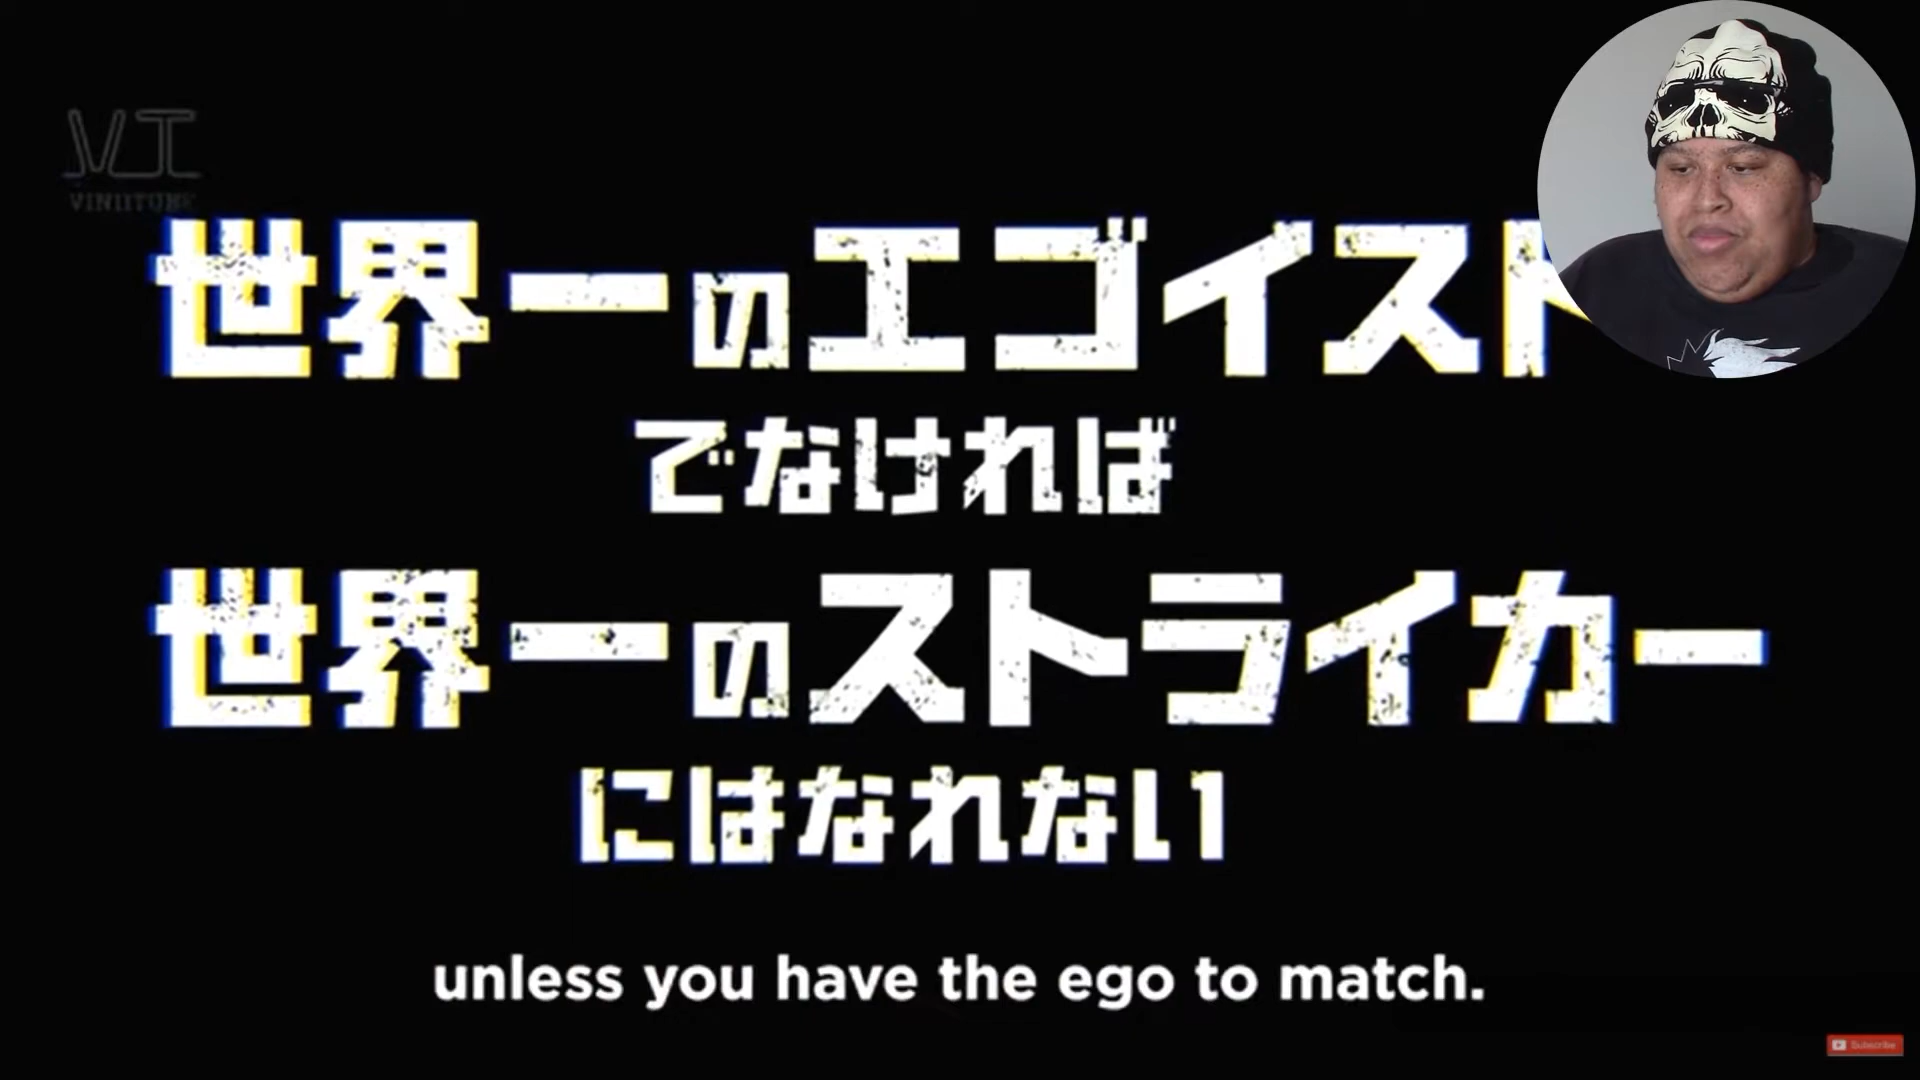 VI
VINIITUBE
世界一のエゴイスト
でなければ
世界一のストライカー
にはなれない
unless you have the ego to match.
Subscribe